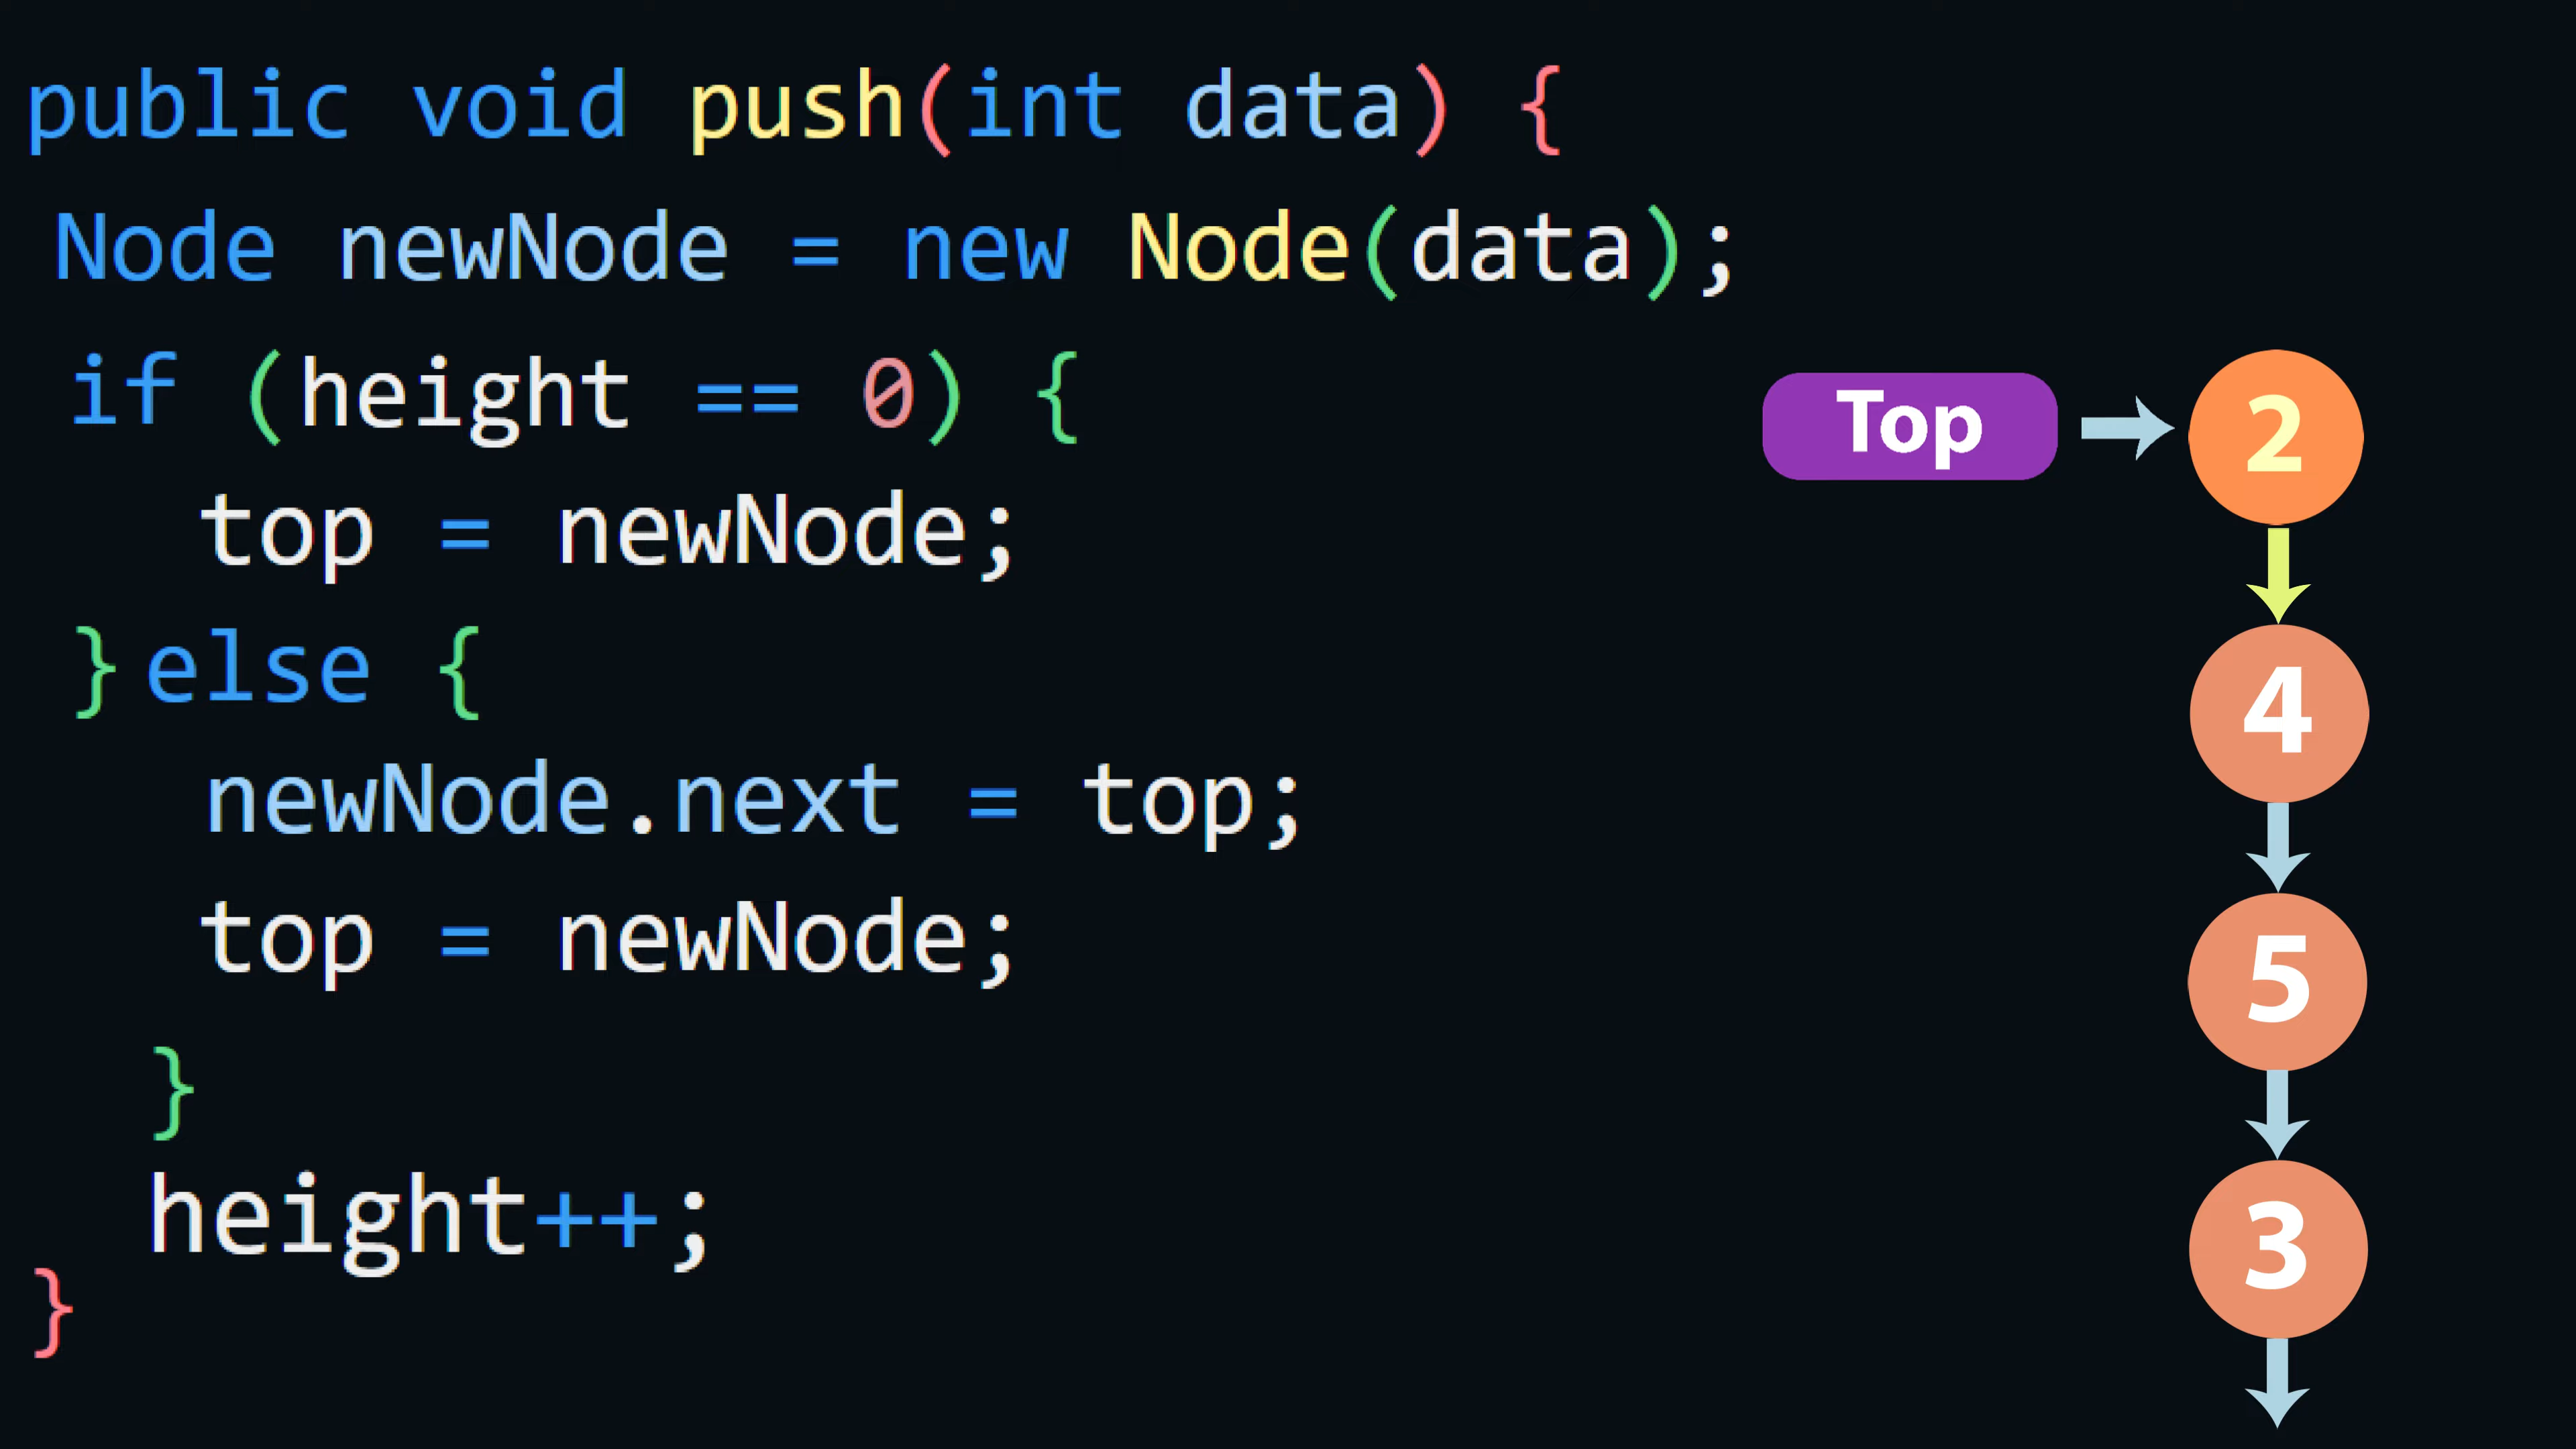 public void push(int data) {
Node newNode = new Node(data);
if (height == 0) {
top = newNode;
} else {
newNode.next = top;
top = newNode;
}
height++;
}
Top
2
4
5
3